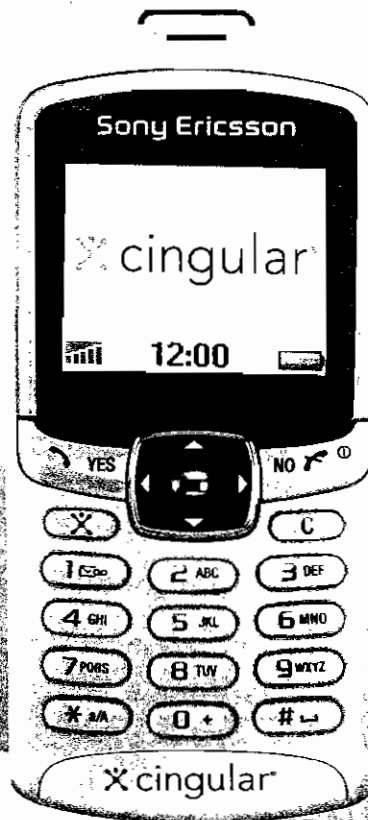 Sony Ericsson
cingular
12:00
YES NO
C
1 2 ABC 3 DEF
4 GHI 5 JKL 6 MNO
7 PQRS 8 TUV 9 WXYZ
* a/A 0 + #
cingular